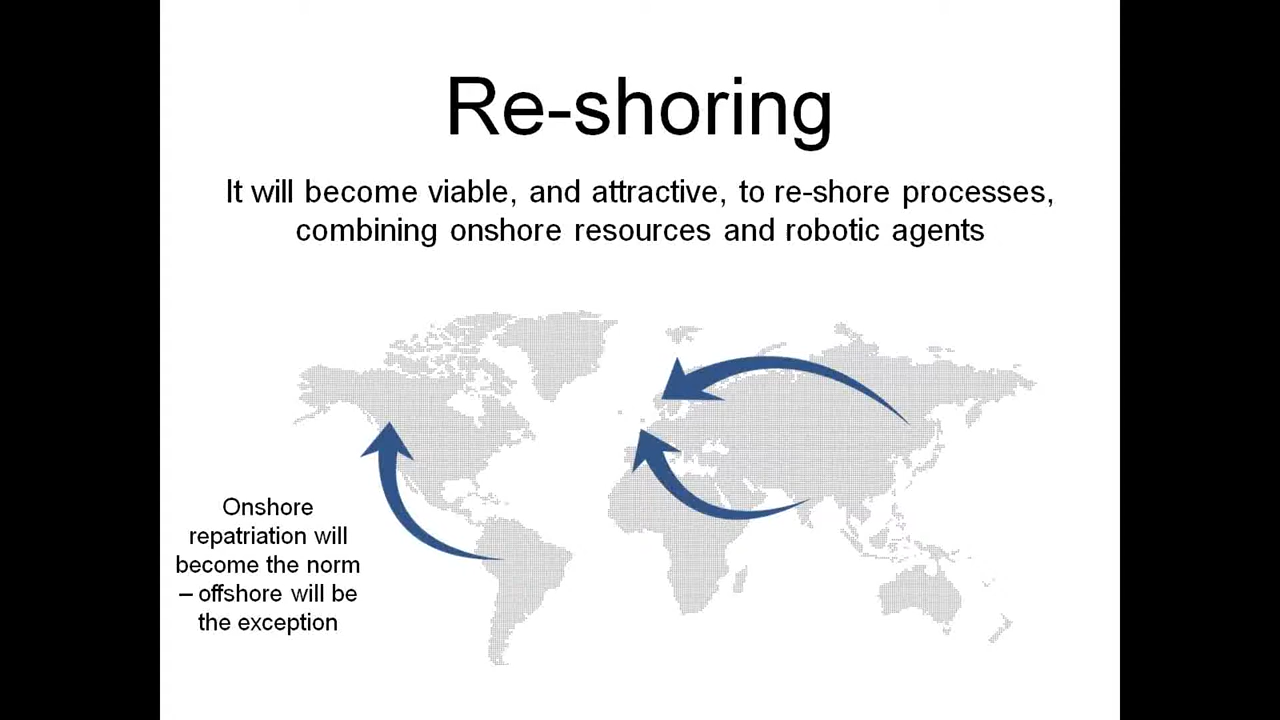 Re-shoring
It will become viable, and attractive, to re-shore processes,
combining onshore resources and robotic agents
Onshore
repatriation will
become the norm
– offshore will be
the exception